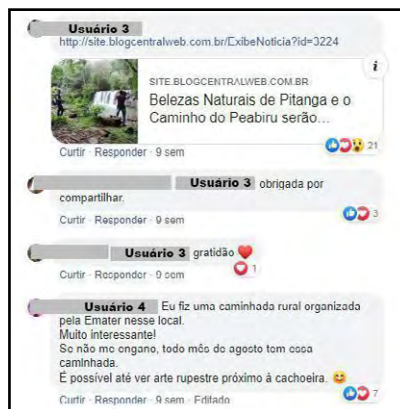 Usuário 3
http://site.blogcentralweb.com.br/ExibeNoticia?id=3224
i
SITE.BLOGCENTRALWEB.COM.BR
Belezas Naturais de Pitanga e o
Caminho do Peabiru serão...
Curtir · Responder · 9 sem
21
Usuário 3 obrigada por
compartilhar.
Curtir · Responder · 9 sem
3
Usuário 3 gratidão ❤️
Curtir · Responder · 9 sem
1
Usuário 4 Eu fiz uma caminhada rural organizada
pela Emater nesse local.
Muito interessante!
Se não me engano, todo mês de agosto tem essa
caminhada.
É possível até ver arte rupestre próximo à cachoeira. 😊
Curtir · Responder · 9 sem · Editado
7